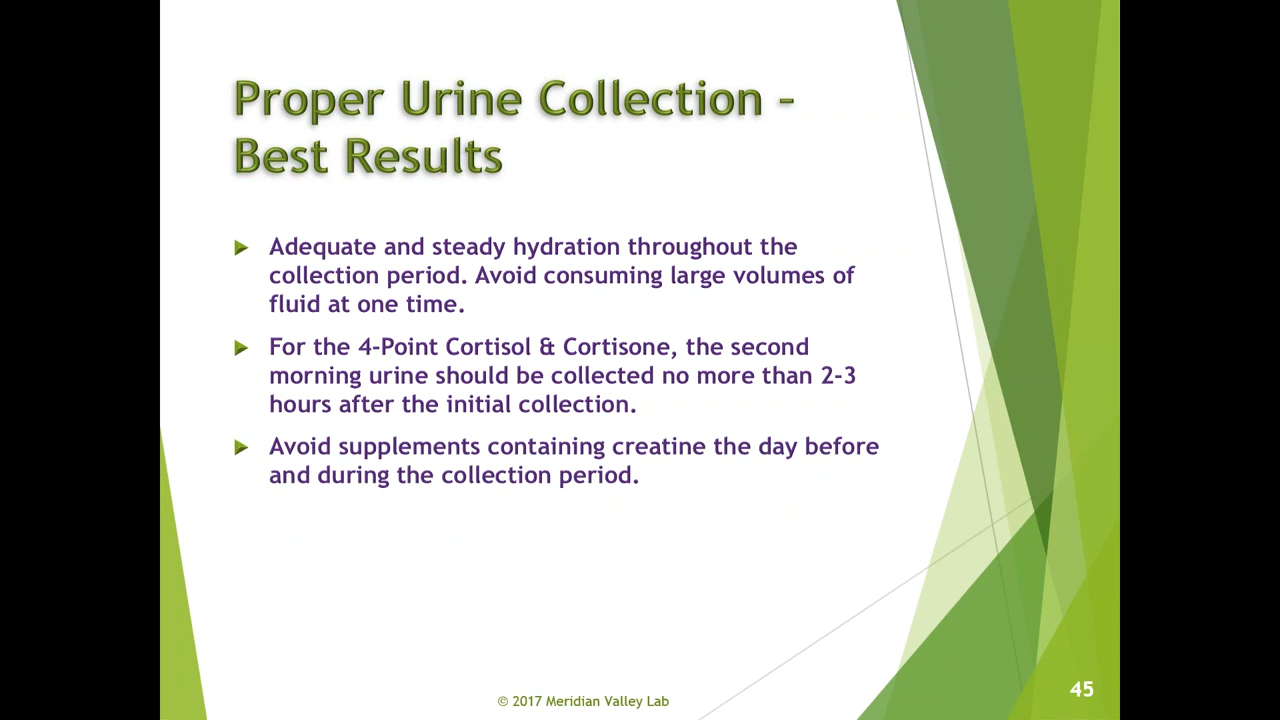 Proper Urine Collection –
Best Results
Adequate and steady hydration throughout the
collection period. Avoid consuming large volumes of
fluid at one time.
For the 4-Point Cortisol & Cortisone, the second
morning urine should be collected no more than 2-3
hours after the initial collection.
Avoid supplements containing creatine the day before
and during the collection period.
© 2017 Meridian Valley Lab
45